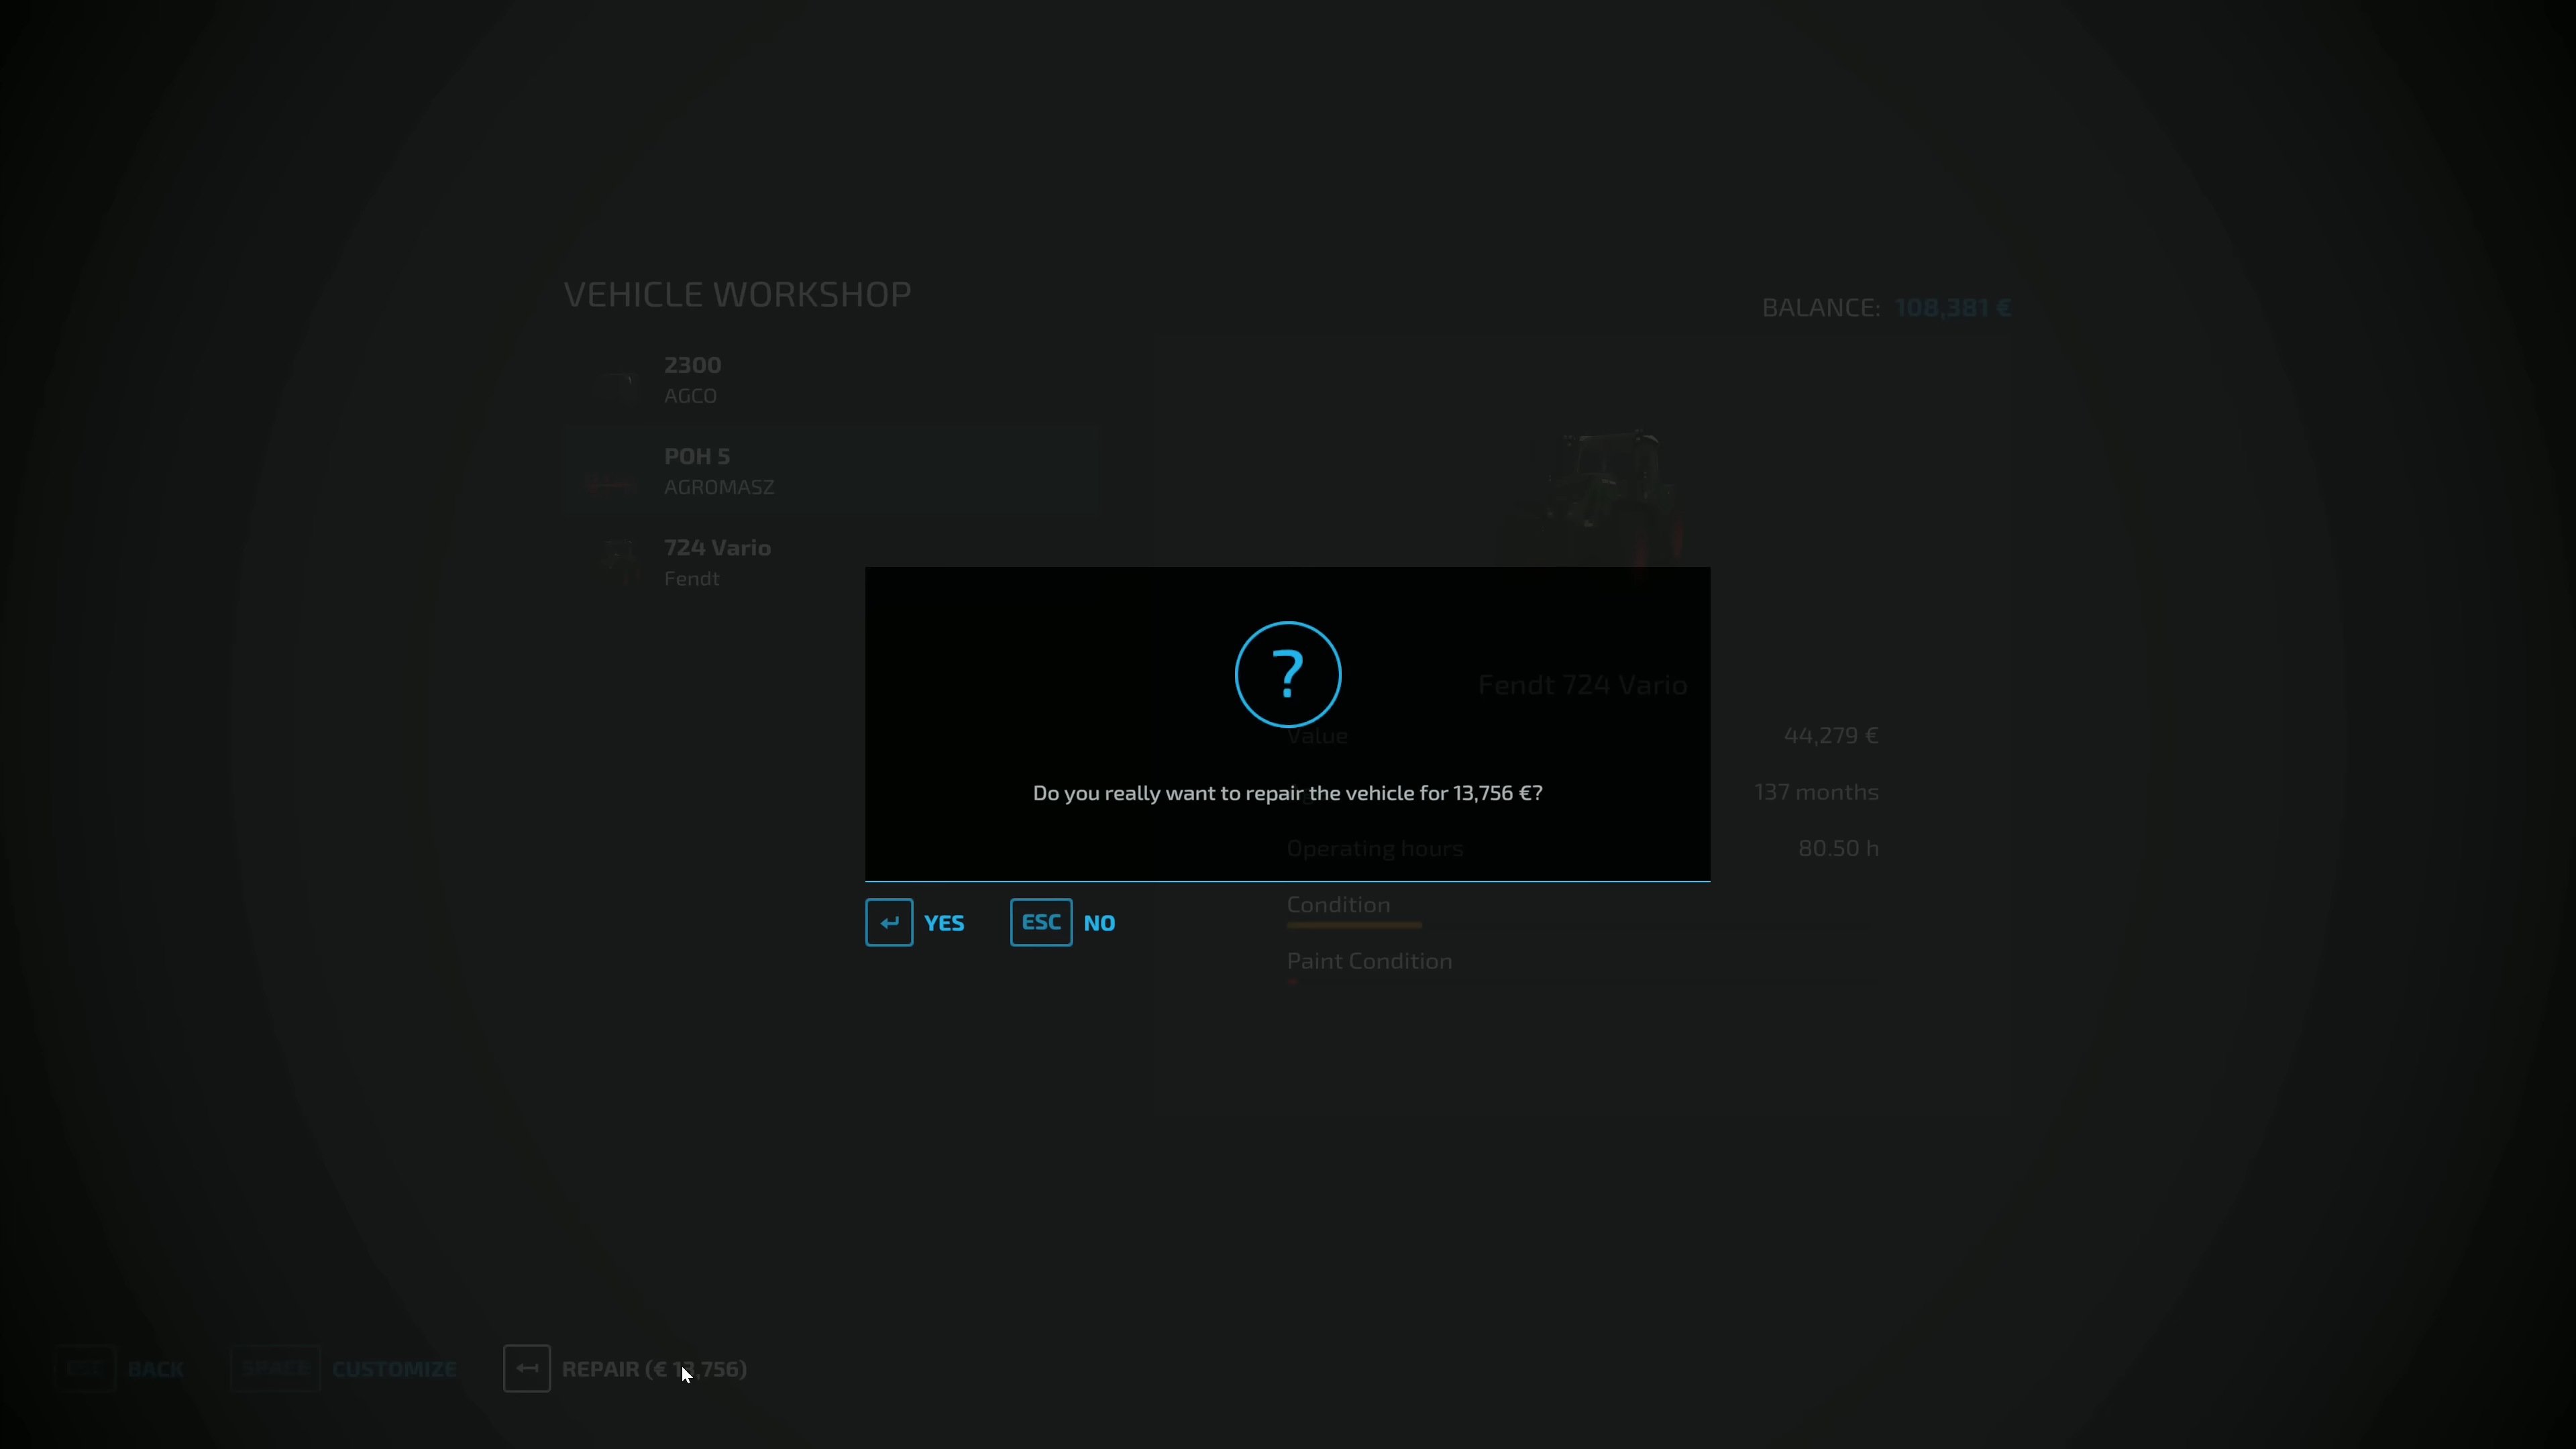 VEHICLE WORKSHOP
BALANCE: 108,381 €
2300
AGCO
POH 5
AGROMASZ
724 Vario
Fendt
?
Fendt 724 Vario
Value 44,279 €
Do you really want to repair the vehicle for 13,756 €?
137 months
Operating hours 80.50 h
YES
ESC NO
Condition
Paint Condition
BACK
SPACE CUSTOMIZE
REPAIR (€ 13,756)